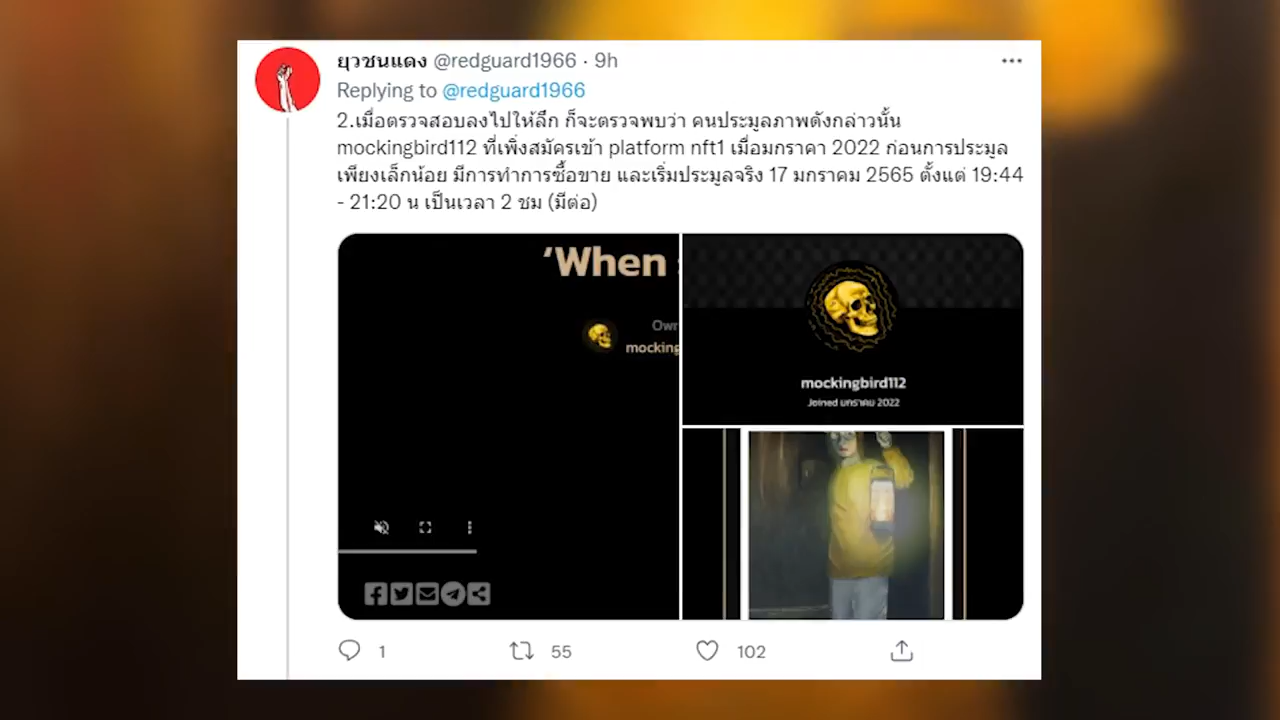 ยุวชนแดง @redguard1966 · 9h
Replying to @redguard1966
2.เมื่อตรวจสอบลงไปให้ลึก ก็จะตรวจพบว่า คนประมูลภาพดังกล่าวนั้น
mockingbird112 ที่เพิ่งสมัครเข้า platform nft1 เมื่อมกราคา 2022 ก่อนการประมูล
เพียงเล็กน้อย มีการทำการซื้อขาย และเริ่มประมูลจริง 17 มกราคม 2565 ตั้งแต่ 19:44
- 21:20 น เป็นเวลา 2 ชม (มีต่อ)
‘When
Own
mocking
mockingbird112
Joined มกราคม 2022
1 55 102